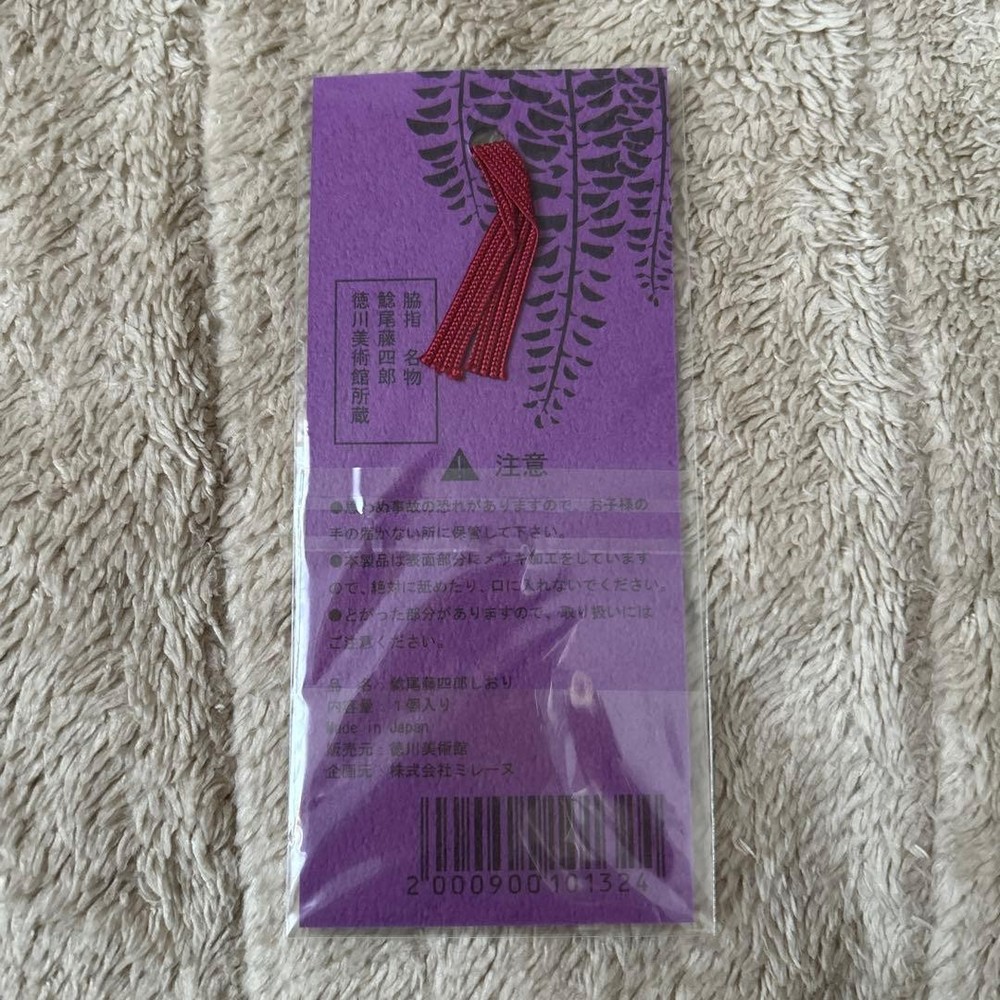 脇指 名物
鯰尾藤四郎
徳川美術館所蔵
注意
●思わぬ事故の恐れがありますので、お子様の
手の届かない所に保管して下さい。
●本製品は表面部分にメッキ加工をしています
ので、絶対に舐めたり、口に入れないでください。
●とがった部分がありますので、取り扱いには
ご注意ください。
品 名：鯰尾藤四郎しおり
内容量：１個入り
Made in Japan
販売元：徳川美術館
企画元：株式会社ミレーヌ
2 000900 101324